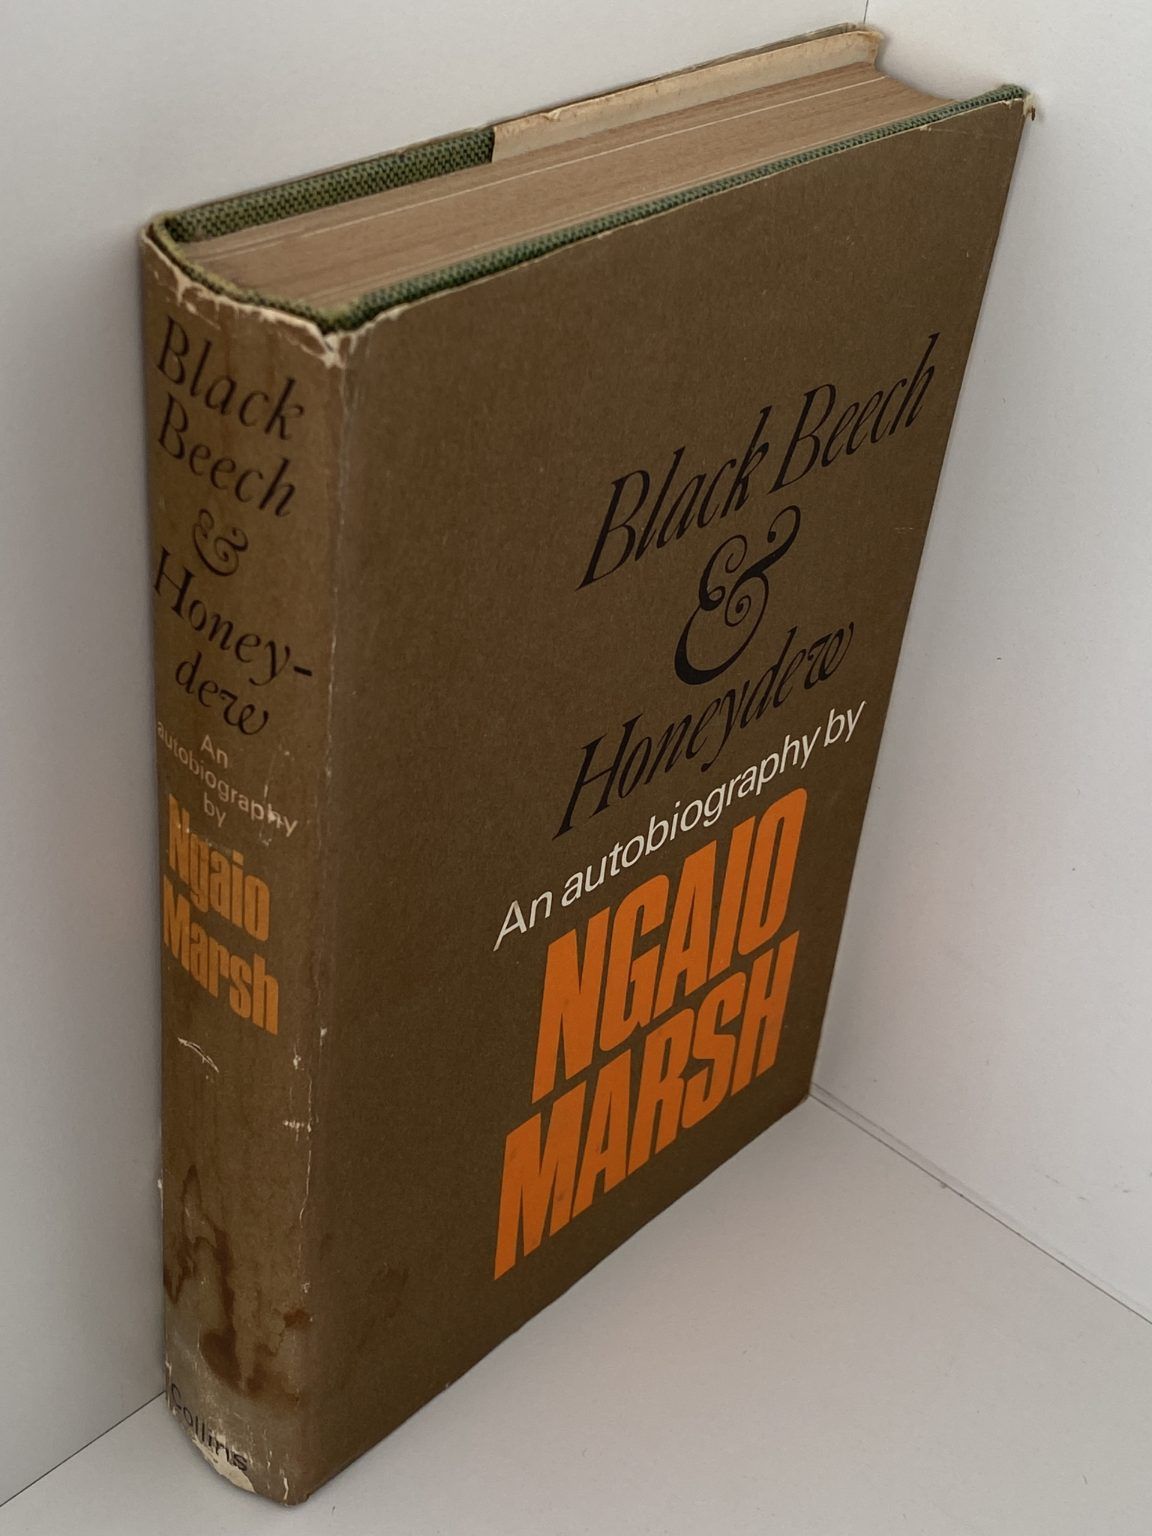 Black
Beech
&
Honey-
dew
An
autobiography
by
Ngaio
Marsh
Collins
Black Beech
&
Honeydew
An autobiography by
NGAIO
MARSH